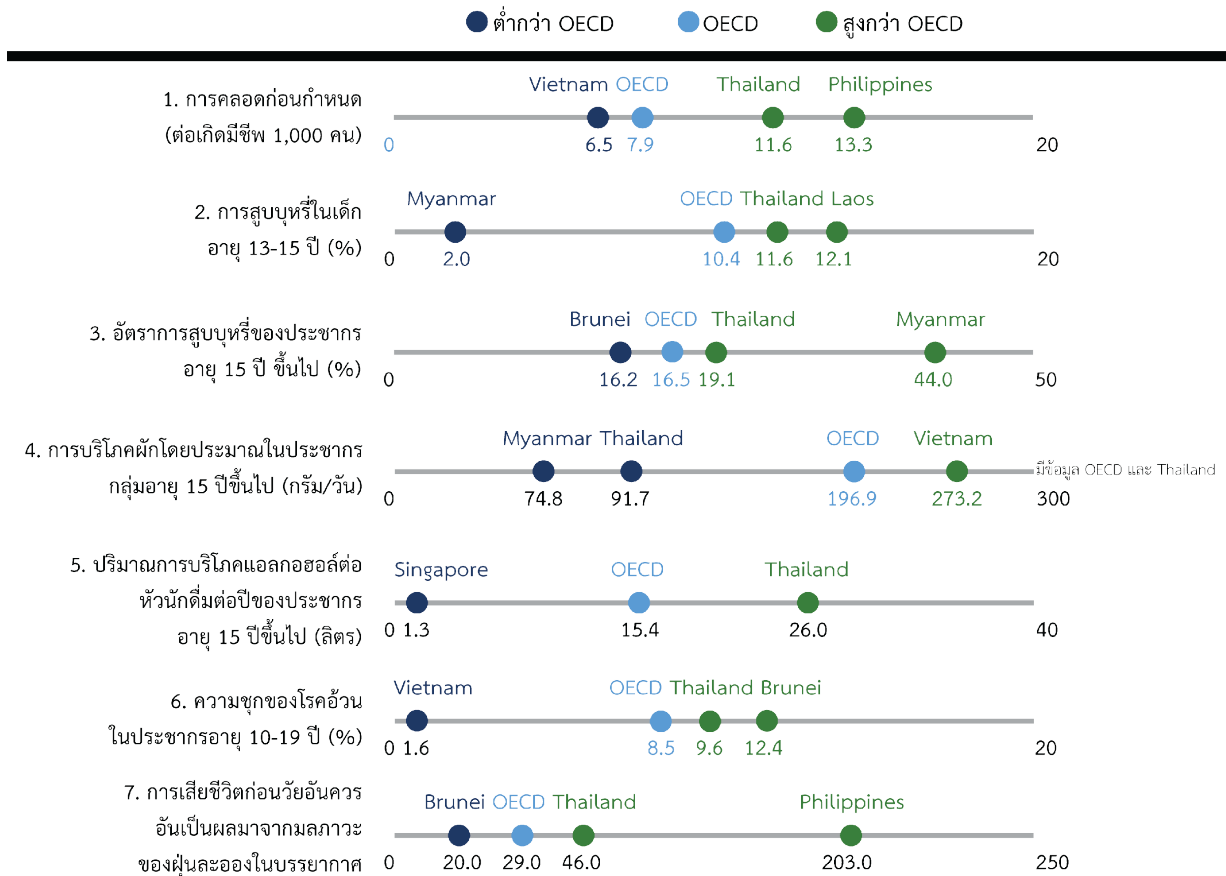 ต่ำกว่า OECD OECD สูงกว่า OECD
1. การคลอดก่อนกำหนด
(ต่อเกิดมีชีพ 1,000 คน)
Vietnam OECD Thailand Philippines
0 6.5 7.9 11.6 13.3 20
2. การสูบบุหรี่ในเด็ก
อายุ 13-15 ปี (%)
Myanmar OECD Thailand Laos
0 2.0 10.4 11.6 12.1 20
3. อัตราการสูบบุหรี่ของประชากร
อายุ 15 ปี ขึ้นไป (%)
Brunei OECD Thailand Myanmar
0 16.2 16.5 19.1 44.0 50
4. การบริโภคผักโดยประมาณในประชากร
กลุ่มอายุ 15 ปีขึ้นไป (กรัม/วัน)
Myanmar Thailand OECD Vietnam
มีข้อมูล OECD และ Thailand
0 74.8 91.7 196.9 273.2 300
5. ปริมาณการบริโภคแอลกอฮอล์ต่อ
หัวนักดื่มต่อปีของประชากร
อายุ 15 ปีขึ้นไป (ลิตร)
Singapore OECD Thailand
0 1.3 15.4 26.0 40
6. ความชุกของโรคอ้วน
ในประชากรอายุ 10-19 ปี (%)
Vietnam OECD Thailand Brunei
0 1.6 8.5 9.6 12.4 20
7. การเสียชีวิตก่อนวัยอันควร
อันเป็นผลมาจากมลภาวะ
ของฝุ่นละอองในบรรยากาศ
Brunei OECD Thailand Philippines
0 20.0 29.0 46.0 203.0 250